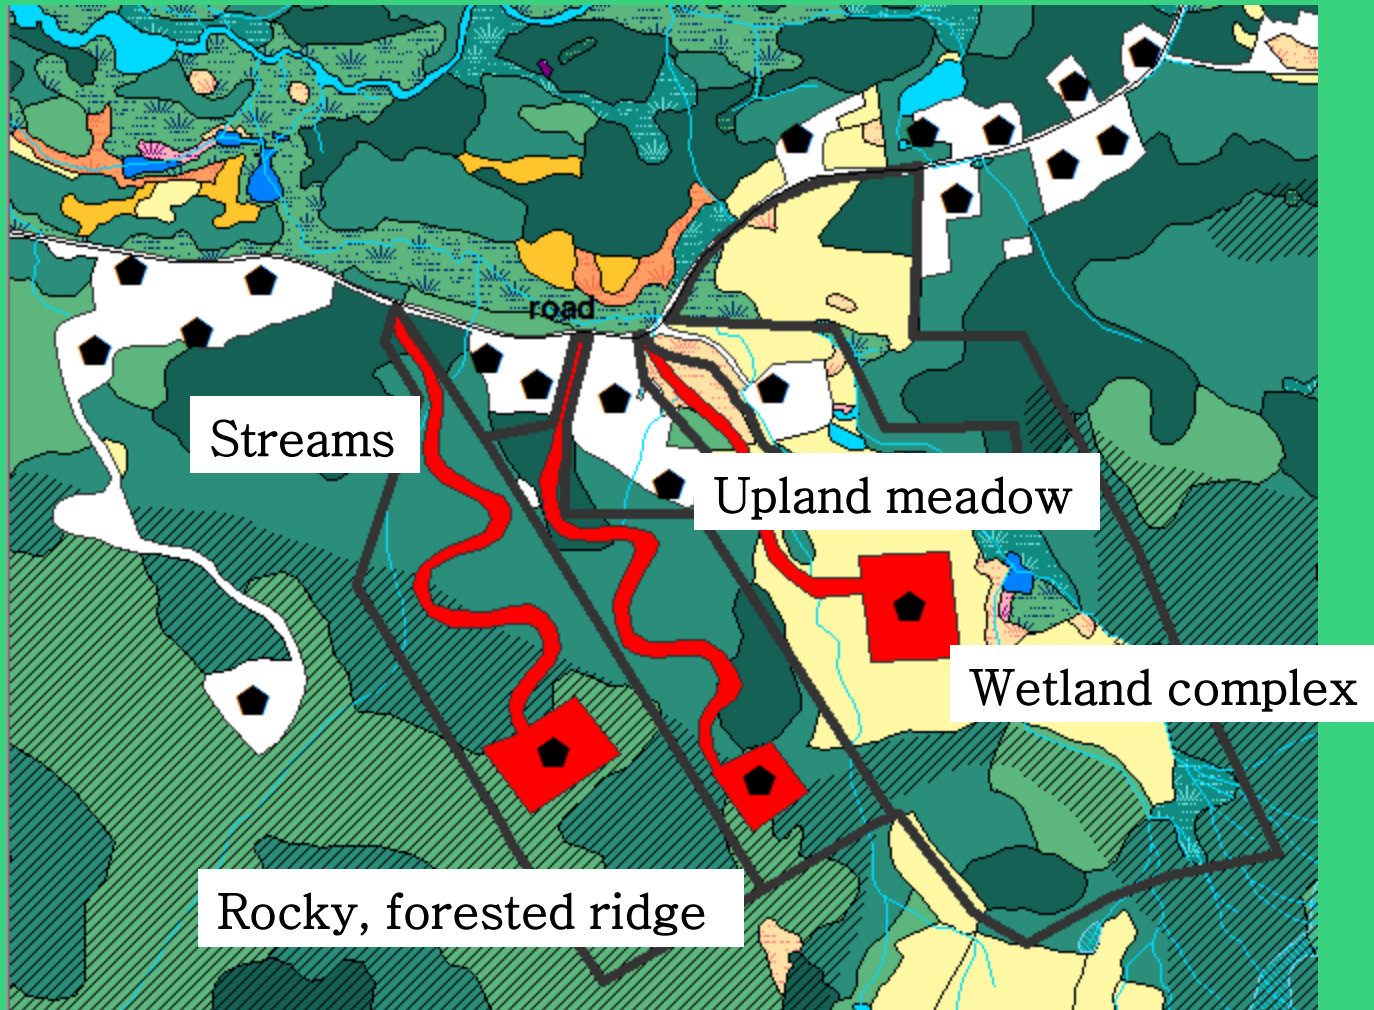 road
Streams
Upland meadow
Wetland complex
Rocky, forested ridge